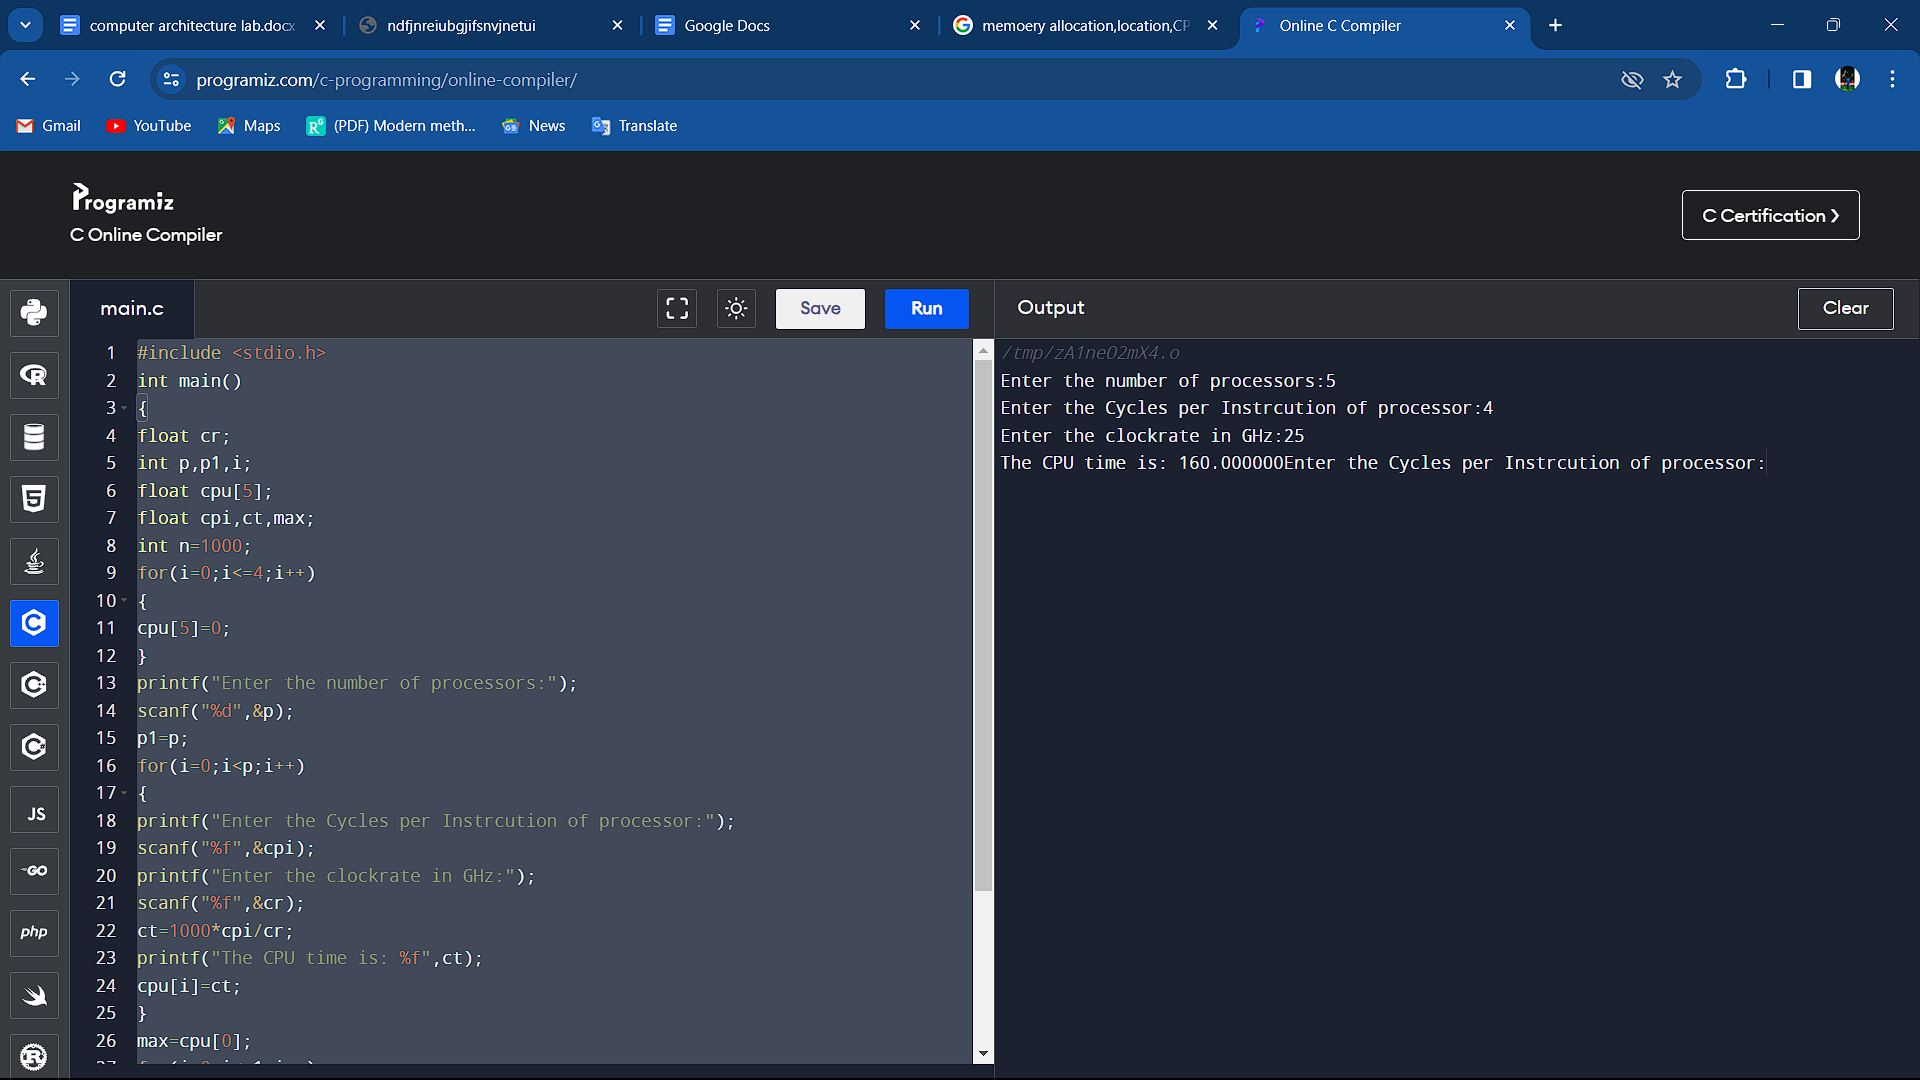 computer architecture lab.docx
ndfjnreiubgjifsnvjnetui
Google Docs
memoery allocation,location,CP
Online C Compiler
programiz.com/c-programming/online-compiler/
Gmail
YouTube
Maps
(PDF) Modern meth...
News
Translate
Programiz
C Online Compiler
C Certification ❯
main.c
Save
Run
Output
Clear
1 #include <stdio.h>
2 int main()
3 {
4 float cr;
5 int p,p1,i;
6 float cpu[5];
7 float cpi,ct,max;
8 int n=1000;
9 for(i=0;i<=4;i++)
10 {
11 cpu[5]=0;
12 }
13 printf("Enter the number of processors:");
14 scanf("%d",&p);
15 p1=p;
16 for(i=0;i<p;i++)
17 {
18 printf("Enter the Cycles per Instrcution of processor:");
19 scanf("%f",&cpi);
20 printf("Enter the clockrate in GHz:");
21 scanf("%f",&cr);
22 ct=1000*cpi/cr;
23 printf("The CPU time is: %f",ct);
24 cpu[i]=ct;
25 }
26 max=cpu[0];
/tmp/zA1neO2mX4.o
Enter the number of processors:5
Enter the Cycles per Instrcution of processor:4
Enter the clockrate in GHz:25
The CPU time is: 160.000000Enter the Cycles per Instrcution of processor:
JS
GO
php